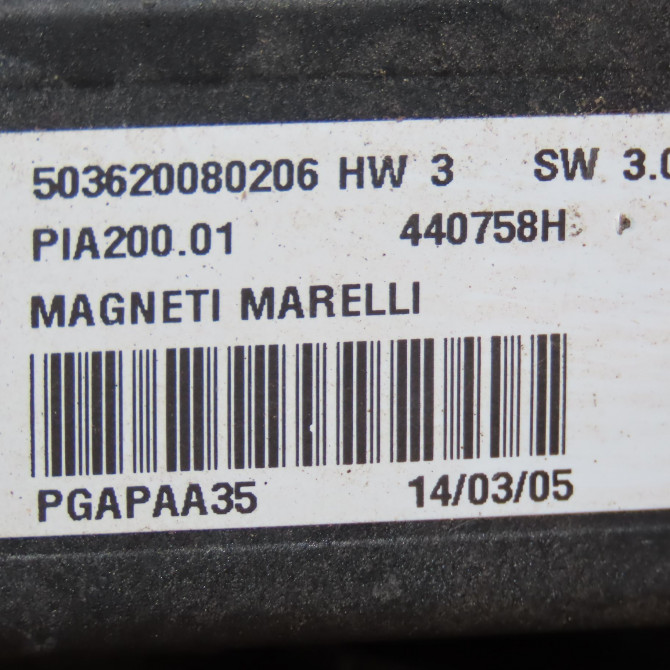 503620080206 HW 3 SW 3.0
PIA200.01 440758H
MAGNETI MARELLI
PGAPAA35 14/03/05